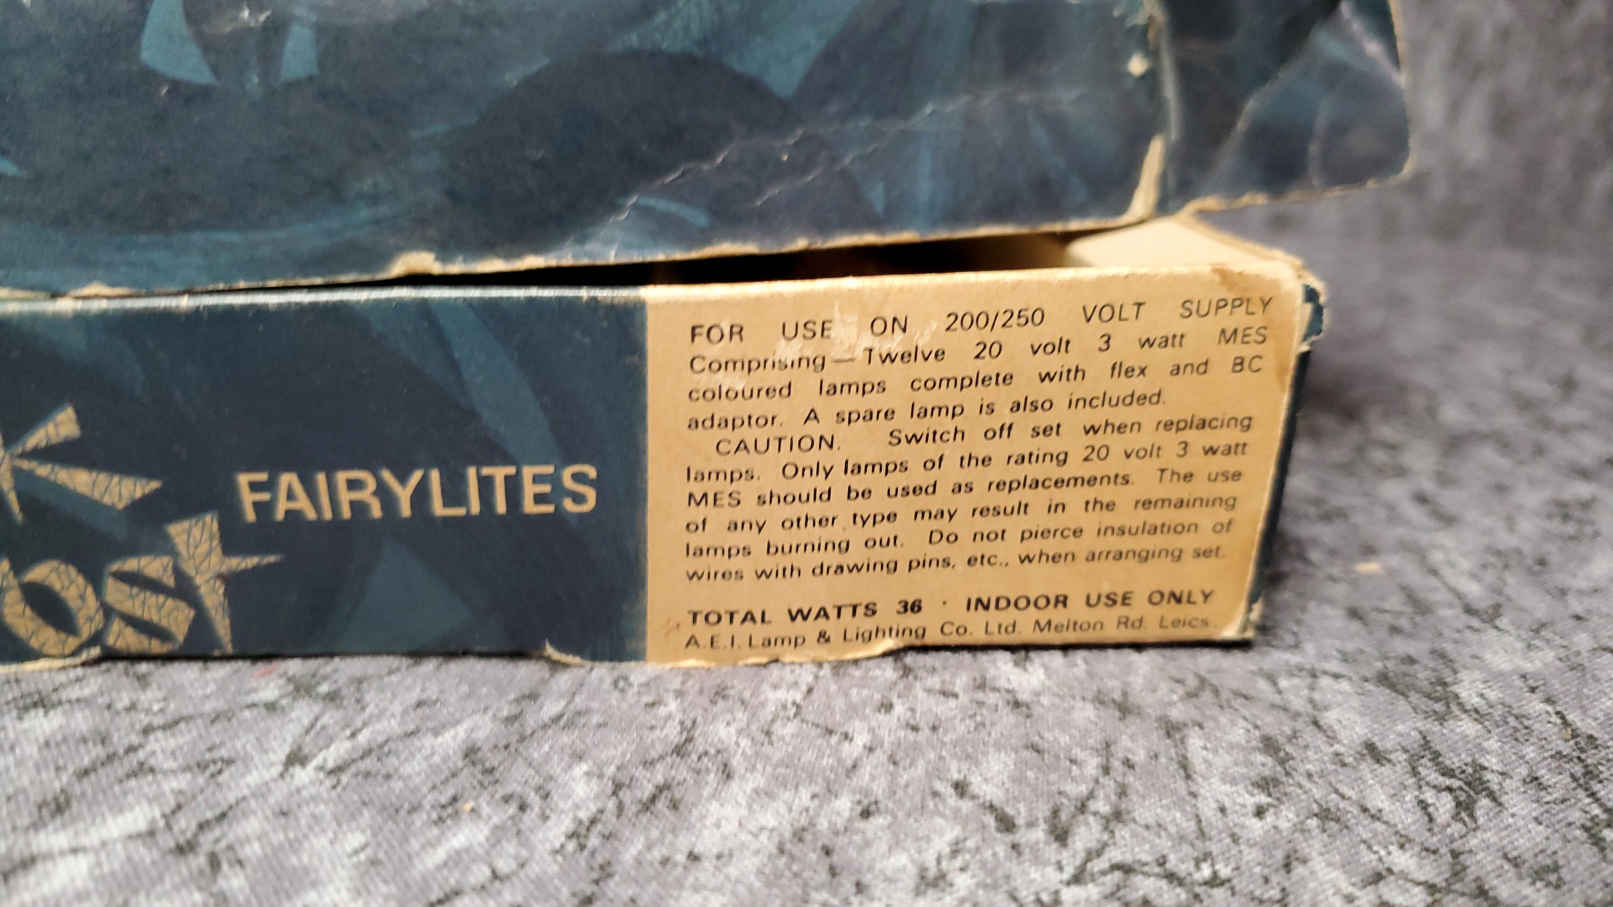 FAIRYLITES
FOR USE ON 200/250 VOLT SUPPLY
Comprising — Twelve 20 volt 3 watt MES
coloured lamps complete with flex and BC
adaptor. A spare lamp is also included.
CAUTION. Switch off set when replacing
lamps. Only lamps of the rating 20 volt 3 watt
MES should be used as replacements. The use
of any other type may result in the remaining
lamps burning out. Do not pierce insulation of
wires with drawing pins, etc., when arranging set.
TOTAL WATTS 36 · INDOOR USE ONLY
A.E.I. Lamp & Lighting Co. Ltd. Melton Rd. Leics.